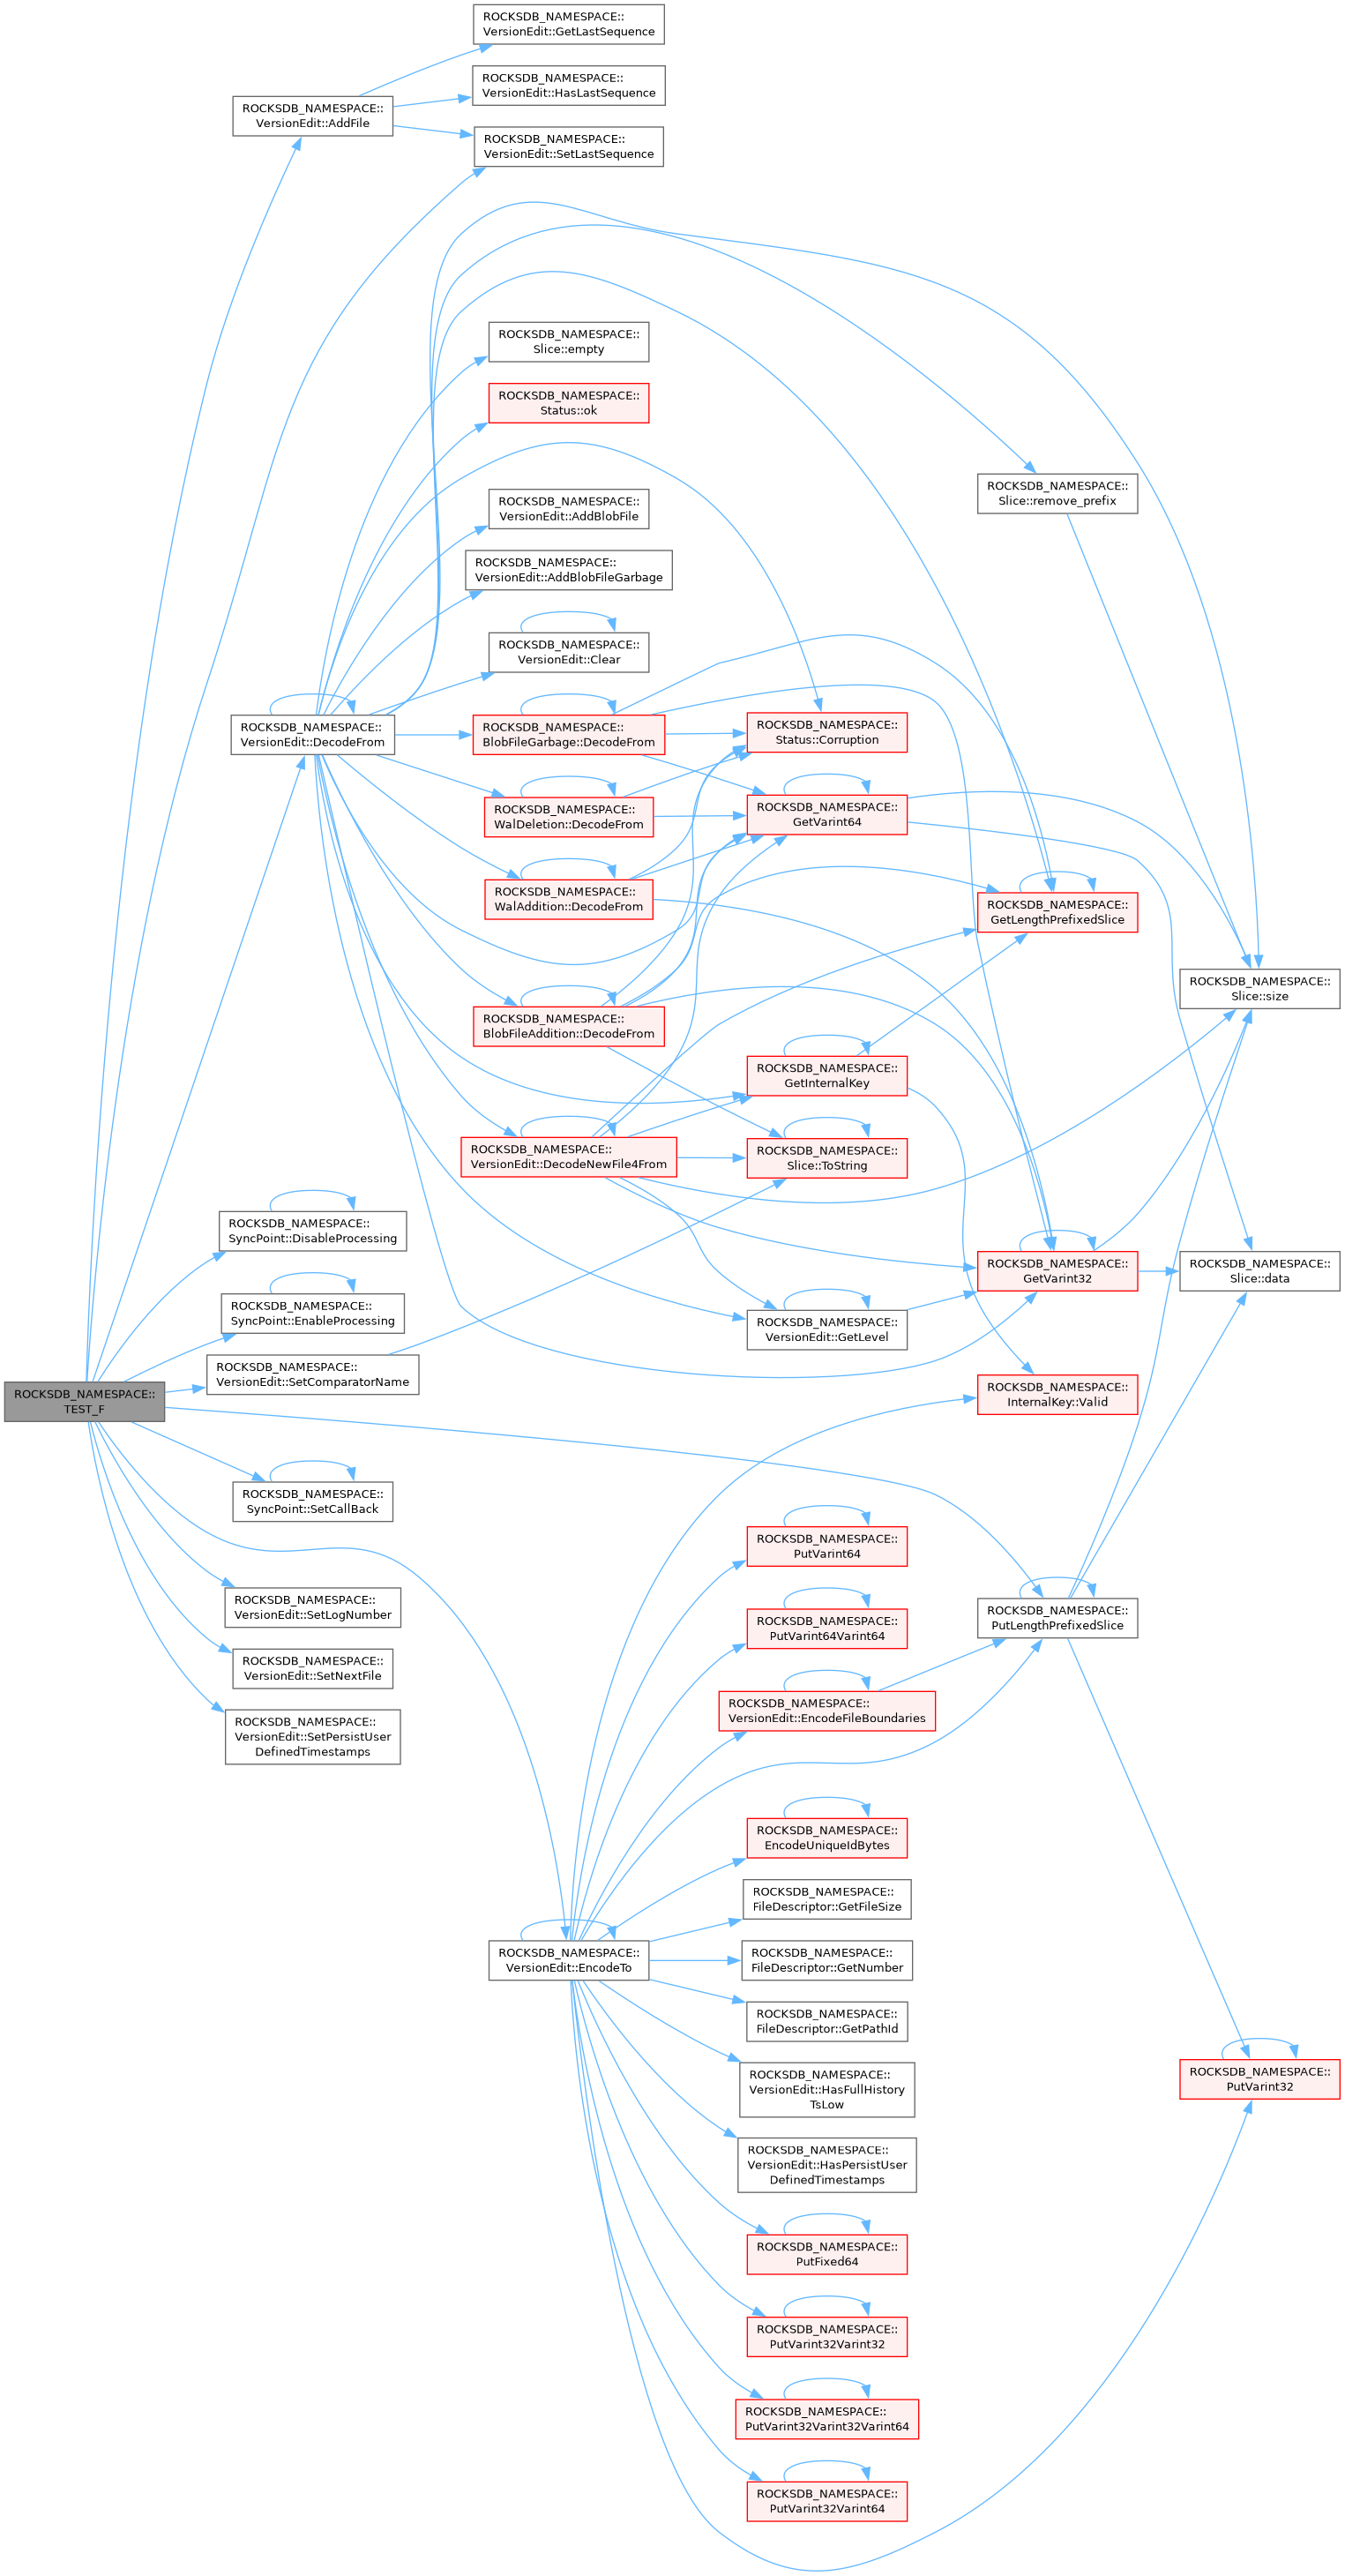 ROCKSDB_NAMESPACE::
VersionEdit::GetLastSequence
ROCKSDB_NAMESPACE::
VersionEdit::HasLastSequence
ROCKSDB_NAMESPACE::
VersionEdit::AddFile
ROCKSDB_NAMESPACE::
VersionEdit::SetLastSequence
ROCKSDB_NAMESPACE::
Slice::empty
ROCKSDB_NAMESPACE::
Status::ok
ROCKSDB_NAMESPACE::
Slice::remove_prefix
ROCKSDB_NAMESPACE::
VersionEdit::AddBlobFile
ROCKSDB_NAMESPACE::
VersionEdit::AddBlobFileGarbage
ROCKSDB_NAMESPACE::
VersionEdit::Clear
ROCKSDB_NAMESPACE::
VersionEdit::DecodeFrom
ROCKSDB_NAMESPACE::
BlobFileGarbage::DecodeFrom
ROCKSDB_NAMESPACE::
Status::Corruption
ROCKSDB_NAMESPACE::
WalDeletion::DecodeFrom
ROCKSDB_NAMESPACE::
GetVarint64
ROCKSDB_NAMESPACE::
WalAddition::DecodeFrom
ROCKSDB_NAMESPACE::
GetLengthPrefixedSlice
ROCKSDB_NAMESPACE::
Slice::size
ROCKSDB_NAMESPACE::
BlobFileAddition::DecodeFrom
ROCKSDB_NAMESPACE::
GetInternalKey
ROCKSDB_NAMESPACE::
VersionEdit::DecodeNewFile4From
ROCKSDB_NAMESPACE::
Slice::ToString
ROCKSDB_NAMESPACE::
SyncPoint::DisableProcessing
ROCKSDB_NAMESPACE::
GetVarint32
ROCKSDB_NAMESPACE::
Slice::data
ROCKSDB_NAMESPACE::
SyncPoint::EnableProcessing
ROCKSDB_NAMESPACE::
VersionEdit::GetLevel
ROCKSDB_NAMESPACE::
VersionEdit::SetComparatorName
ROCKSDB_NAMESPACE::
TEST_F
ROCKSDB_NAMESPACE::
InternalKey::Valid
ROCKSDB_NAMESPACE::
SyncPoint::SetCallBack
ROCKSDB_NAMESPACE::
PutVarint64
ROCKSDB_NAMESPACE::
VersionEdit::SetLogNumber
ROCKSDB_NAMESPACE::
PutVarint64Varint64
ROCKSDB_NAMESPACE::
PutLengthPrefixedSlice
ROCKSDB_NAMESPACE::
VersionEdit::SetNextFile
ROCKSDB_NAMESPACE::
VersionEdit::EncodeFileBoundaries
ROCKSDB_NAMESPACE::
VersionEdit::SetPersistUser
DefinedTimestamps
ROCKSDB_NAMESPACE::
EncodeUniqueIdBytes
ROCKSDB_NAMESPACE::
FileDescriptor::GetFileSize
ROCKSDB_NAMESPACE::
VersionEdit::EncodeTo
ROCKSDB_NAMESPACE::
FileDescriptor::GetNumber
ROCKSDB_NAMESPACE::
FileDescriptor::GetPathId
ROCKSDB_NAMESPACE::
VersionEdit::HasFullHistory
TsLow
ROCKSDB_NAMESPACE::
PutVarint32
ROCKSDB_NAMESPACE::
VersionEdit::HasPersistUser
DefinedTimestamps
ROCKSDB_NAMESPACE::
PutFixed64
ROCKSDB_NAMESPACE::
PutVarint32Varint32
ROCKSDB_NAMESPACE::
PutVarint32Varint32Varint64
ROCKSDB_NAMESPACE::
PutVarint32Varint64